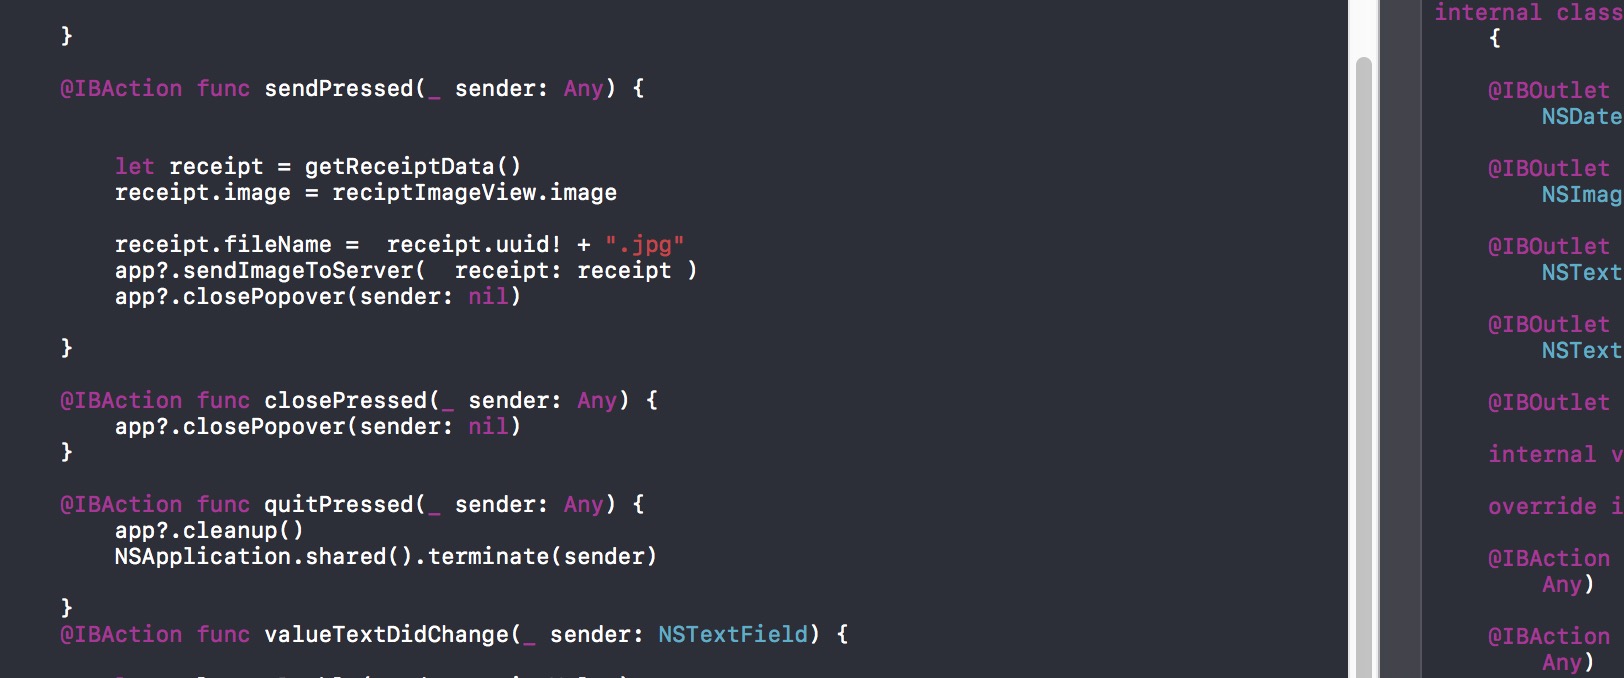 }
@IBAction func sendPressed(_ sender: Any) {
let receipt = getReceiptData()
receipt.image = reciptImageView.image
receipt.fileName =  receipt.uuid! + ".jpg"
app?.sendImageToServer(  receipt: receipt )
app?.closePopover(sender: nil)
}
@IBAction func closePressed(_ sender: Any) {
app?.closePopover(sender: nil)
}
@IBAction func quitPressed(_ sender: Any) {
app?.cleanup()
NSApplication.shared().terminate(sender)
}
@IBAction func valueTextDidChange(_ sender: NSTextField) {
internal class
{
@IBOutlet
NSDate
@IBOutlet
NSImag
@IBOutlet
NSText
@IBOutlet
NSText
@IBOutlet
internal v
override i
@IBAction
Any)
@IBAction
Any)